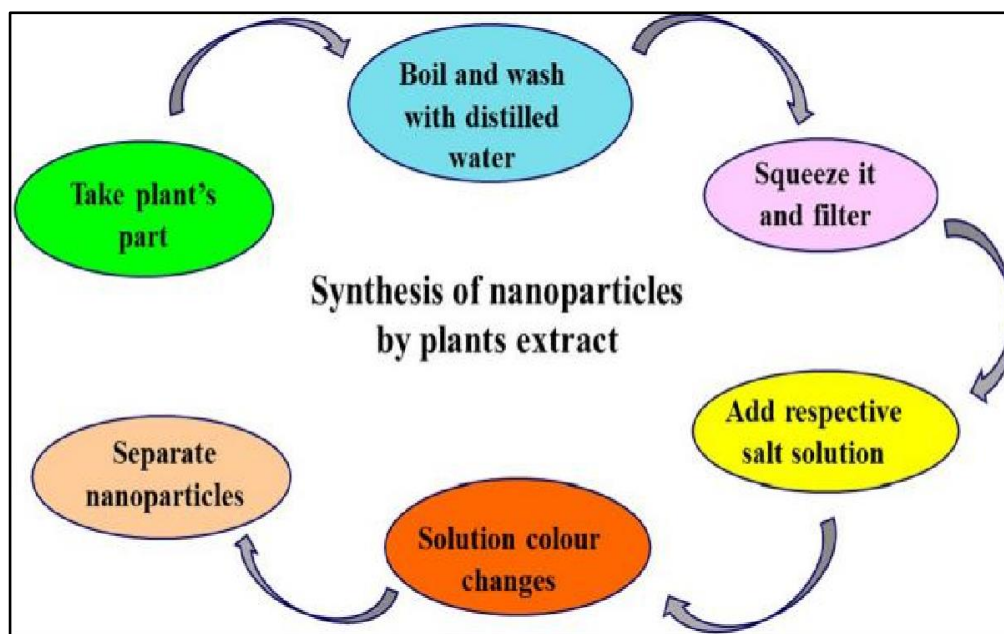 Boil and wash
with distilled
water
Take plant's
part
Squeeze it
and filter
Synthesis of nanoparticles
by plants extract
Add respective
salt solution
Separate
nanoparticles
Solution colour
changes